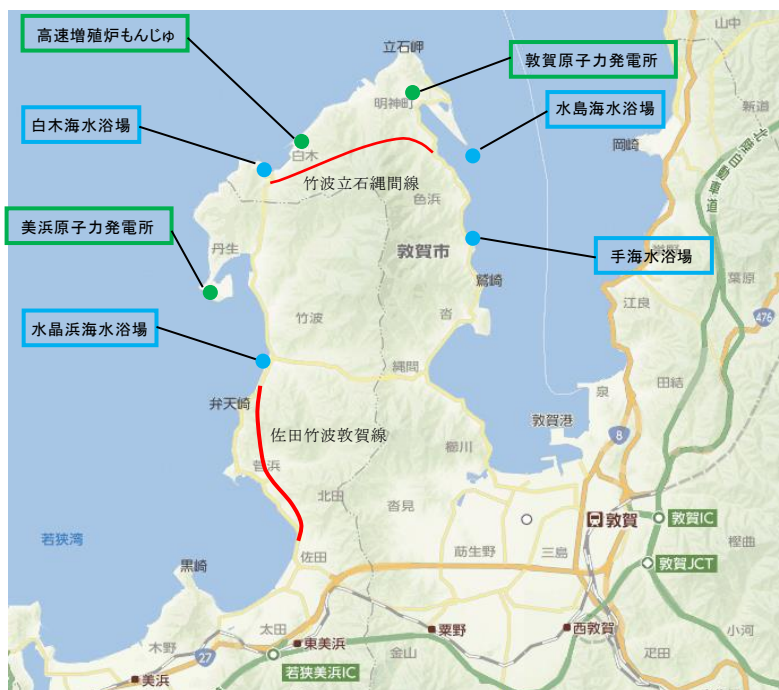 高速増殖炉もんじゅ
立石岬
山中
敦賀原子力発電所
明神町
新道
白木海水浴場
水島海水浴場
白木
岡崎
北陸自動車道
竹波立石縄間線
色浜
美浜原子力発電所
丹生
敦賀市
手海水浴場
鷲崎
葉原
江良
竹波
沓
476
水晶浜海水浴場
縄間
田結
弁天崎
泉
敦賀港
佐田竹波敦賀線
8
櫛川
菅浜
北田
沓見
敦賀
敦賀IC
若狭湾
樫曲
莇生野
三島
佐田
敦賀JCT
黒崎
太田
粟野
西敦賀
小河
木野
東美浜
27
金山
疋田
若狭美浜IC
美浜